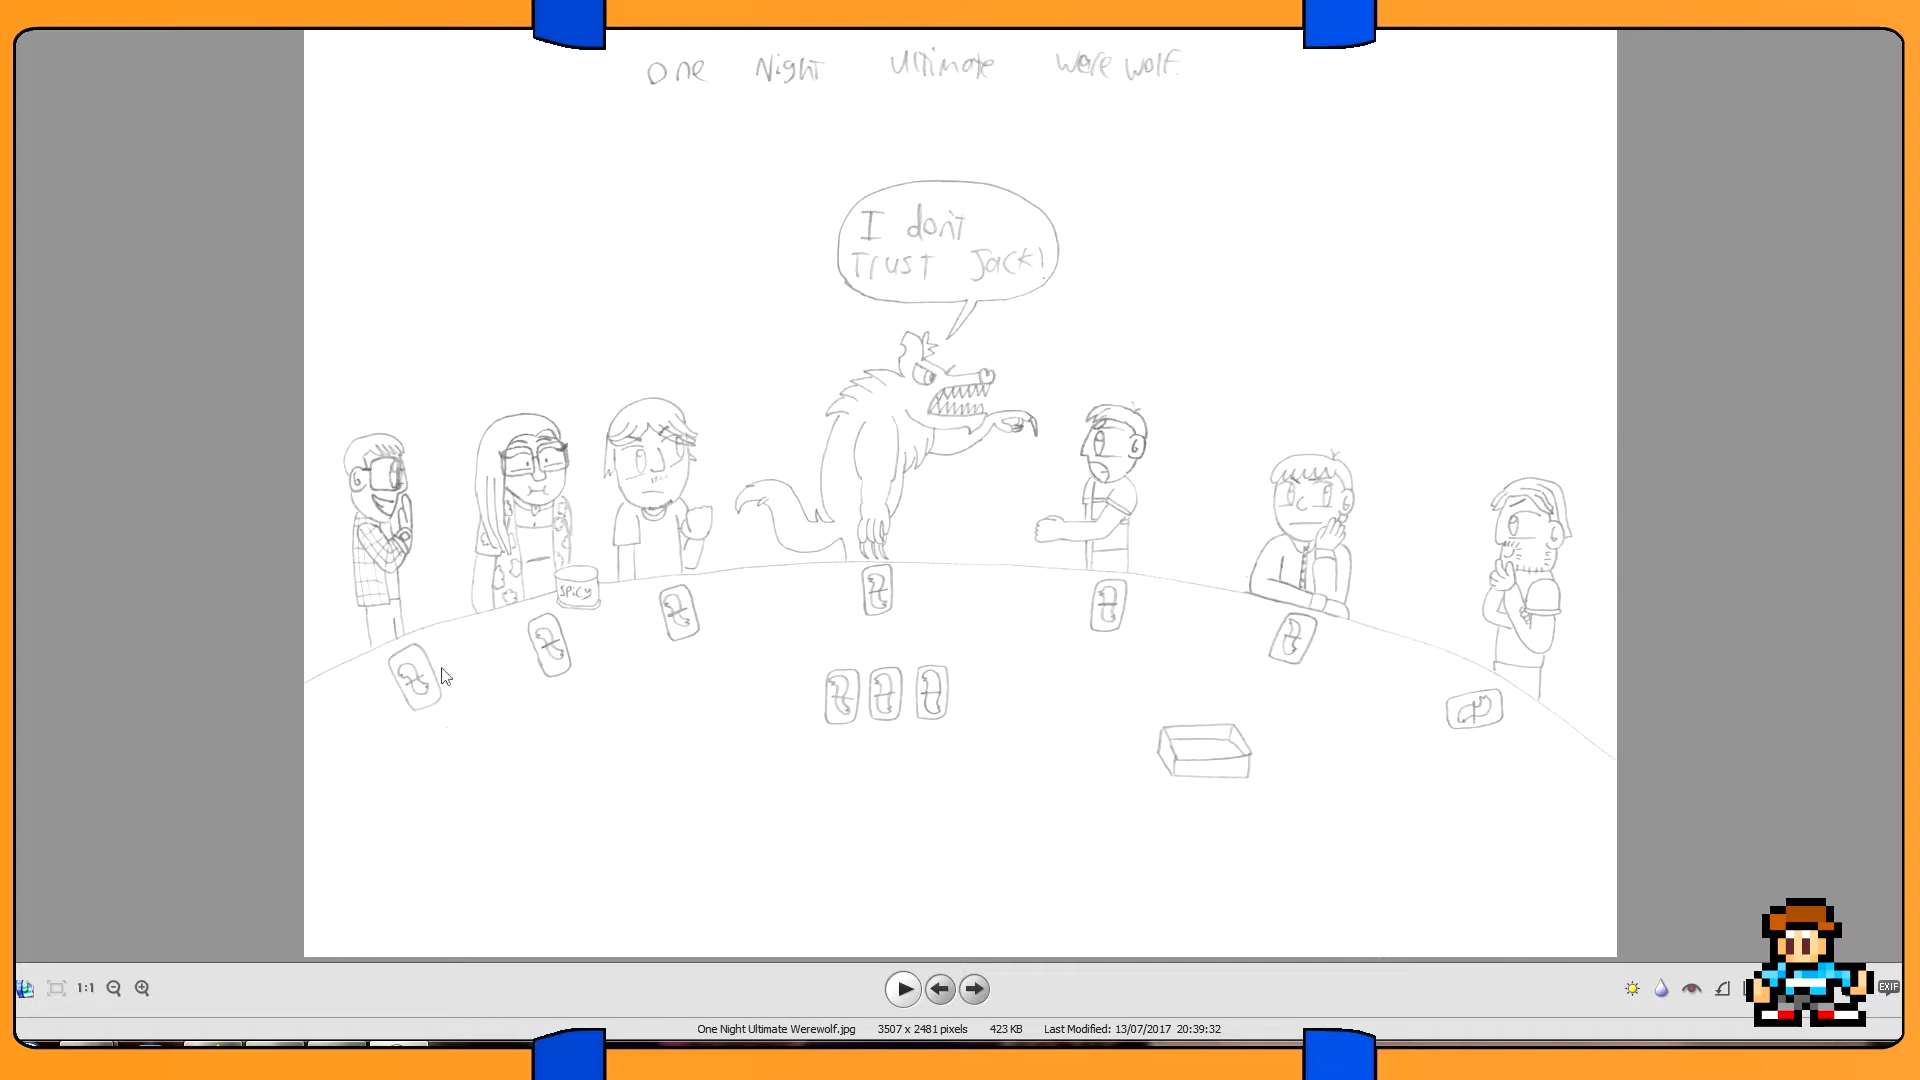 One Night Ultimate Werewolf.
I don't
Trust Jack!
SPICY
1:1
EXIF
One Night Ultimate Werewolf.jpg 3507 x 2481 pixels 423 KB Last Modified: 13/07/2017 20:39:32